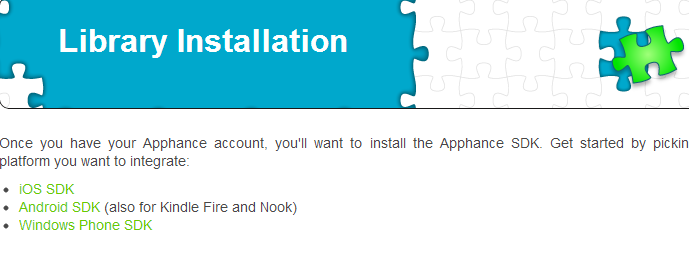 Library Installation
Once you have your Apphance account, you'll want to install the Apphance SDK. Get started by
platform you want to integrate:
iOS SDK
Android SDK (also for Kindle Fire and Nook)
Windows Phone SDK